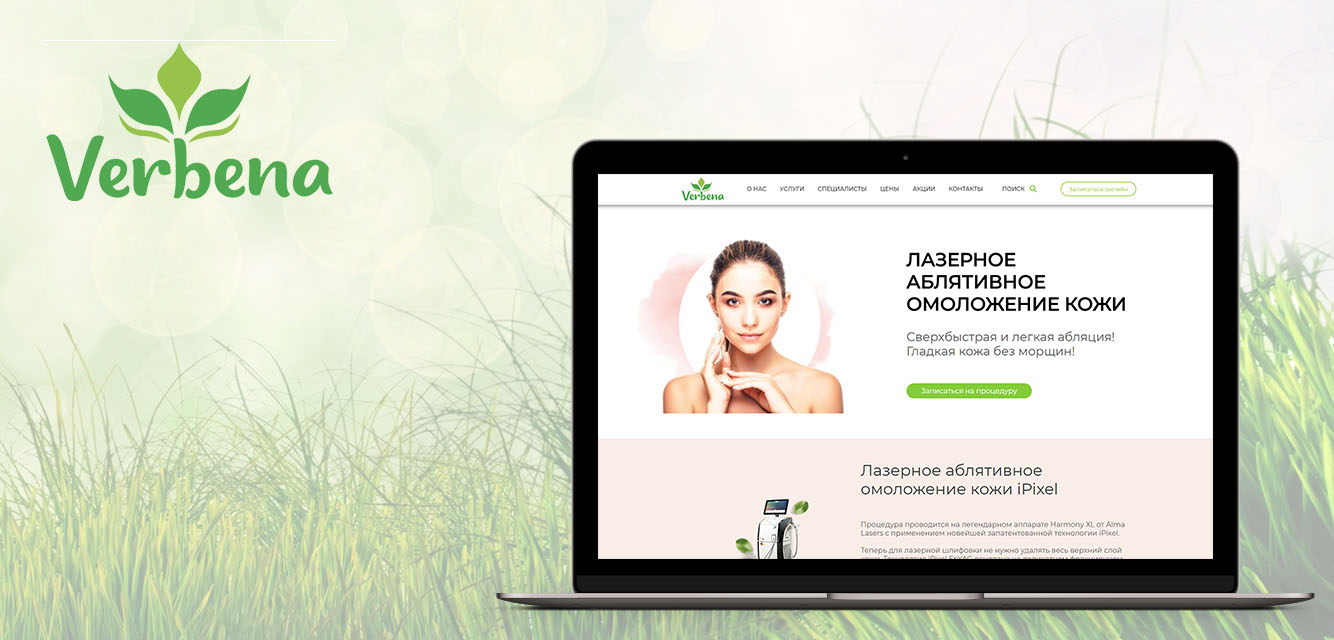 Verbena
Verbena
О НАС УСЛУГИ СПЕЦИАЛИСТЫ ЦЕНЫ АКЦИИ КОНТАКТЫ ПОИСК Записаться онлайн
ЛАЗЕРНОЕ
АБЛЯТИВНОЕ
ОМОЛОЖЕНИЕ КОЖИ
Сверхбыстрая и легкая абляция!
Гладкая кожа без морщин!
Записаться на процедуру
Лазерное аблятивное
омоложение кожи iPixel
Процедура проводится на легендарном аппарате Harmony XL от Alma
Lasers с применением новейшей запатентованной технологии iPixel.
Теперь для лазерной шлифовки не нужно удалять весь верхний слой